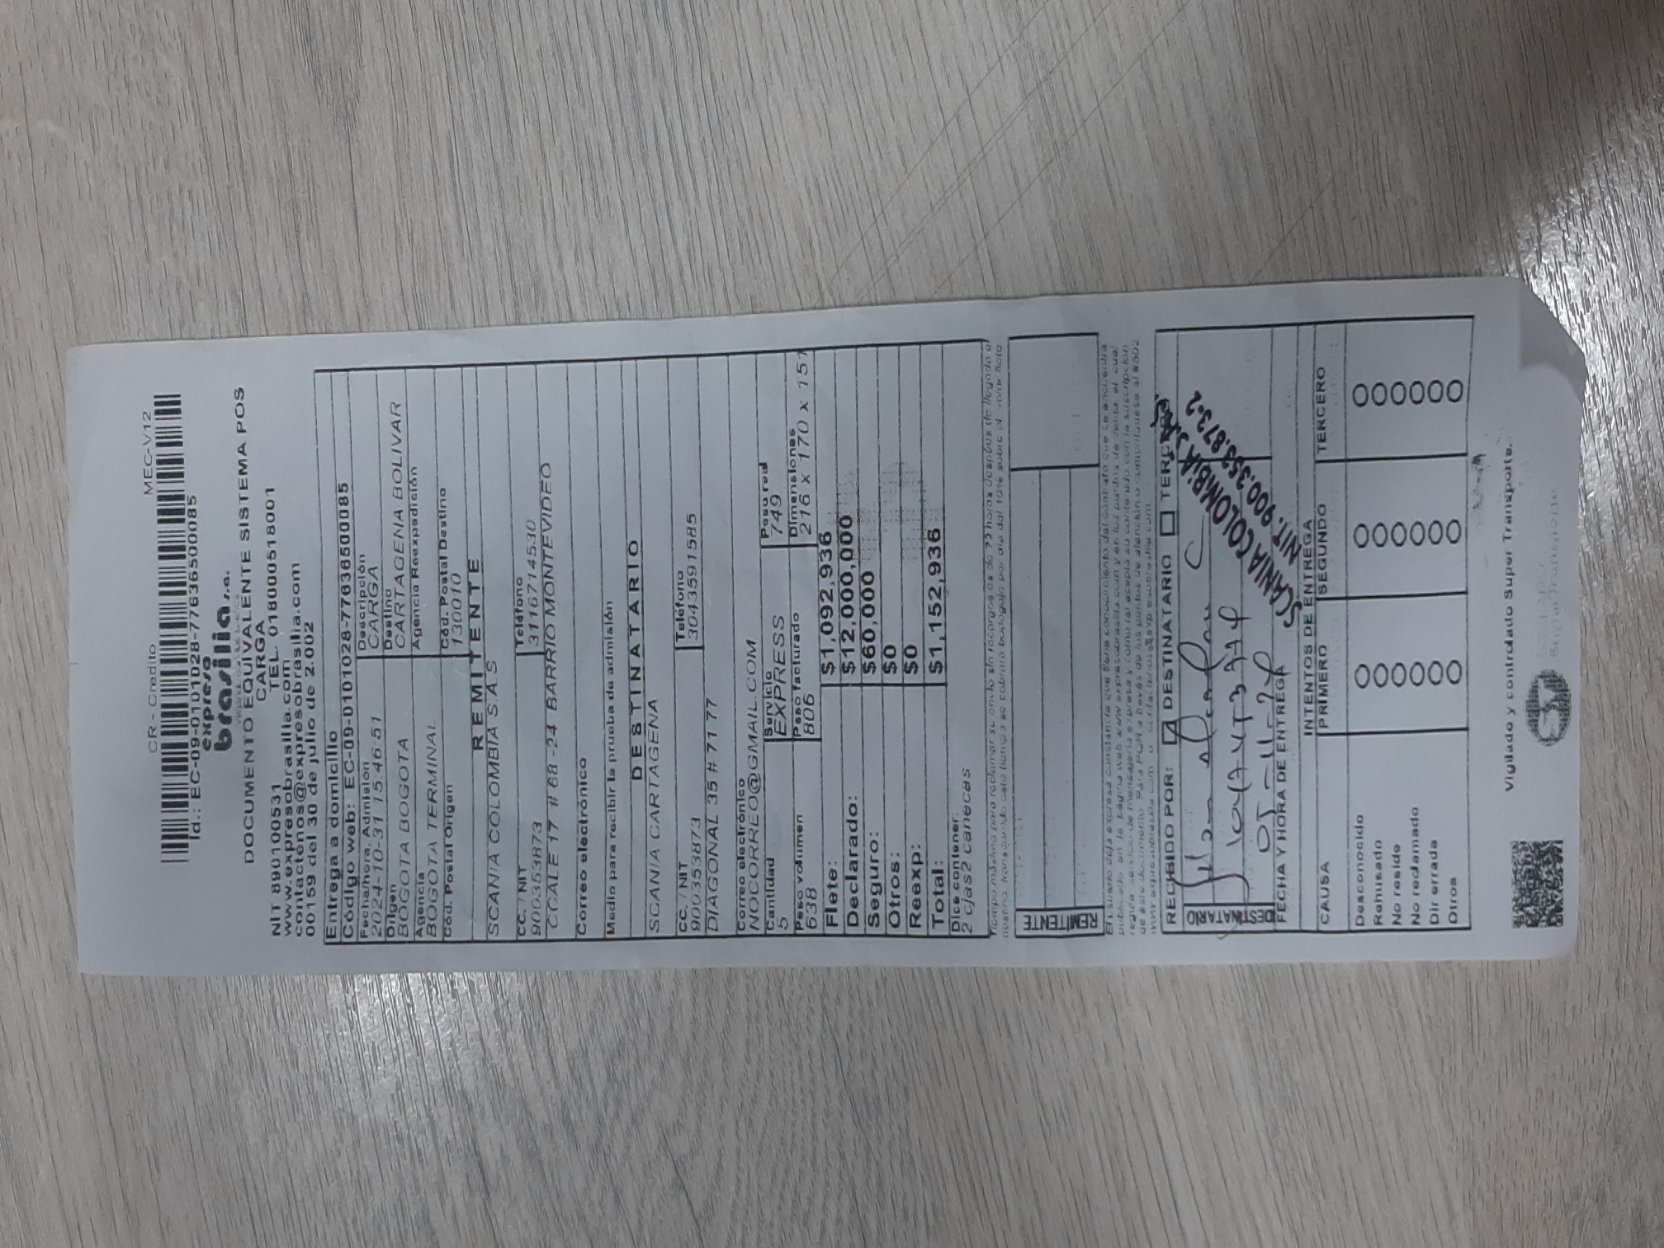 CR - Credito MEC-V12
Id.: EC-09-0101028-77636500085
expreso
brasilia s.a.
DOCUMENTO EQUIVALENTE SISTEMA POS
CARGA
NIT 890100531 TEL. 018000518001
www.expresobrasilia.com
contactenos@expresobrasilia.com
00159 del 30 de julio de 2.002
Entrega a domicilio
Código web: EC-09-0101028-77636500085
Fecha/hora, Admisión Descripción
2024-10-31 15:46:51 CARGA
Origen Destino
BOGOTA BOGOTA CARTAGENA BOLIVAR
Agencia Agencia Reexpedición
BOGOTA TERMINAL
Cód. Postal Origen Cód. Postal Destino
130010
REMITENTE
SCANIA COLOMBIA S A S
CC. / NIT Teléfono
900353873 3116714530
CCALE 17 # 68 -24 BARRIO MONTEVIDEO
Correo electrónico
Medio para recibir la prueba de admisión
DESTINATARIO
SCANIA CARTAGENA
CC. / NIT Teléfono
900353873 3043591585
DIAGONAL 35 # 71 77
Correo electrónico
NOCORREO@GMAIL.COM
Cantidad Servicio Peso real
5 EXPRESS 749
Peso volumen Peso facturado Dimensiones
638 806 216 x 170 x 151
Flete: $1,092,936
Declarado: $12,000,000
Seguro: $60,000
Otros: $0
Reexp: $0
Total: $1,152,936
Dice contener:
2 cjas2 canecas
REMITENTE
RECIBIDO POR: DESTINATARIO TERCERO
DESTINATARIO
05-11-24
SCANIA COLOMBIA S.A.S.
NIT. 900.353.873-2
FECHA Y HORA DE ENTREGA
INTENTOS DE ENTREGA
CAUSA PRIMERO SEGUNDO TERCERO
Desconocido
Rehusado
No reside
No reclamado
Dir errada
Otros
Vigilado y controlado Super Transporte.